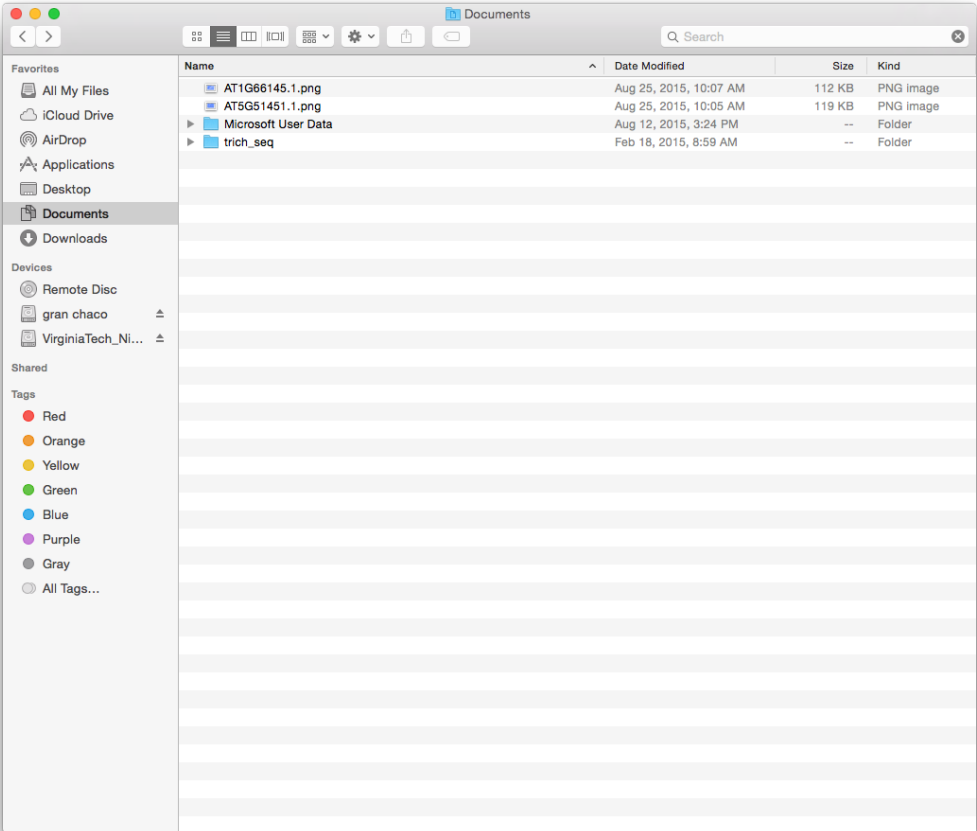 Documents
Search
Favorites
All My Files
iCloud Drive
AirDrop
Applications
Desktop
Documents
Downloads
Devices
Remote Disc
gran chaco
VirginiaTech_Ni...
Shared
Tags
Red
Orange
Yellow
Green
Blue
Purple
Gray
All Tags...
Name Date Modified Size Kind
AT1G66145.1.png Aug 25, 2015, 10:07 AM 112 KB PNG image
AT5G51451.1.png Aug 25, 2015, 10:05 AM 119 KB PNG image
Microsoft User Data Aug 12, 2015, 3:24 PM -- Folder
trich_seq Feb 18, 2015, 8:59 AM -- Folder